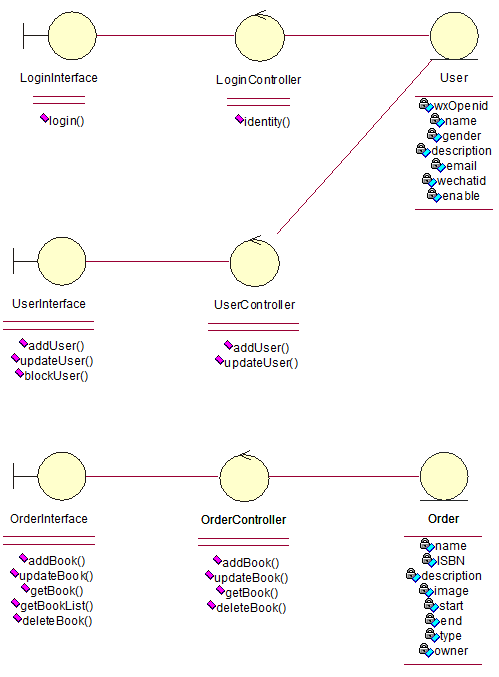 LoginInterface
LoginController
User
login()
identity()
wxOpenid
name
gender
description
email
wechatid
enable
UserInterface
UserController
addUser()
updateUser()
blockUser()
addUser()
updateUser()
OrderInterface
OrderController
Order
addBook()
updateBook()
getBook()
getBookList()
deleteBook()
addBook()
updateBook()
getBook()
deleteBook()
name
ISBN
description
image
start
end
type
owner